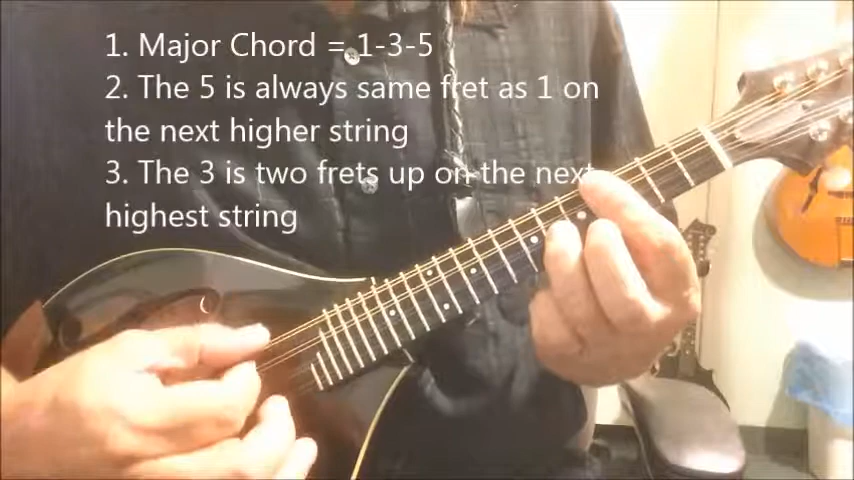 1. Major Chord = 1-3-5
2. The 5 is always same fret as 1 on
the next higher string
3. The 3 is two frets up on the next
highest string